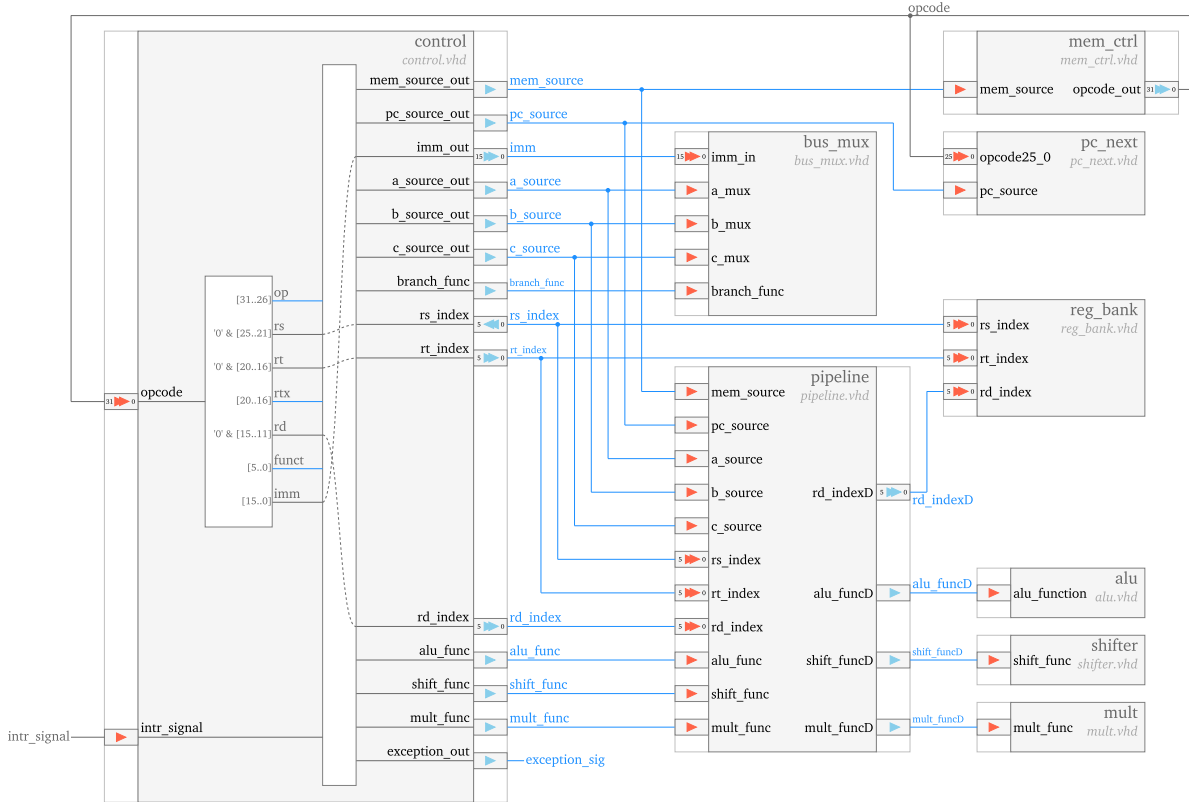 opcode
control
control.vhd
mem_source_out
pc_source_out
imm_out
15 0
a_source_out
b_source_out
c_source_out
branch_func
rs_index
5 0
rt_index
5 0
[31..26] op
'0' & [25..21] rs
'0' & [20..16] rt
[20..16] rtx
'0' & [15..11] rd
[5..0] funct
[15..0] imm
31 0
opcode
rd_index
5 0
alu_func
shift_func
mult_func
exception_out
intr_signal
intr_signal
mem_source
pc_source
imm
a_source
b_source
c_source
branch_func
rs_index
rt_index
rd_index
alu_func
shift_func
mult_func
exception_sig
bus_mux
bus_mux.vhd
15 0
imm_in
a_mux
b_mux
c_mux
branch_func
pipeline
pipeline.vhd
mem_source
pc_source
a_source
b_source
c_source
5 0
rs_index
5 0
rt_index
5 0
rd_index
alu_func
shift_func
mult_func
rd_indexD
5 0
alu_funcD
shift_funcD
mult_funcD
rd_indexD
alu_funcD
shift_funcD
mult_funcD
mem_ctrl
mem_ctrl.vhd
mem_source
opcode_out
31 0
pc_next
pc_next.vhd
25 0
opcode25_0
pc_source
reg_bank
reg_bank.vhd
5 0
rs_index
5 0
rt_index
5 0
rd_index
alu
alu_function
alu.vhd
shifter
shift_func
shifter.vhd
mult
mult_func
mult.vhd